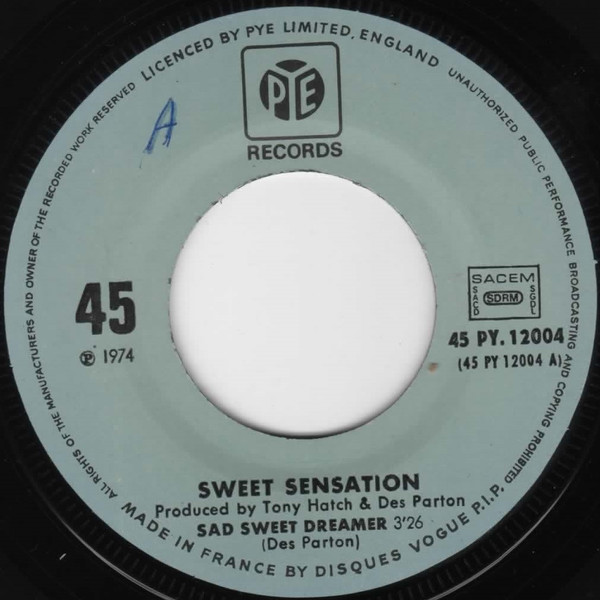 LICENCED BY PYE LIMITED, ENGLAND
UNAUTHORIZED PUBLIC PERFORMANCE BROADCASTING AND COPYING PROHIBITED
ALL RIGHTS OF THE MANUFACTURERS AND OWNER OF THE RECORDED WORK RESERVED
PYE
RECORDS
A
45
℗ 1974
SACEM
SACD SDRM SGDL
45 PY. 12004
(45 PY 12004 A)
SWEET SENSATION
Produced by Tony Hatch & Des Parton
SAD SWEET DREAMER 3'26
(Des Parton)
MADE IN FRANCE BY DISQUES VOGUE P.I.P.